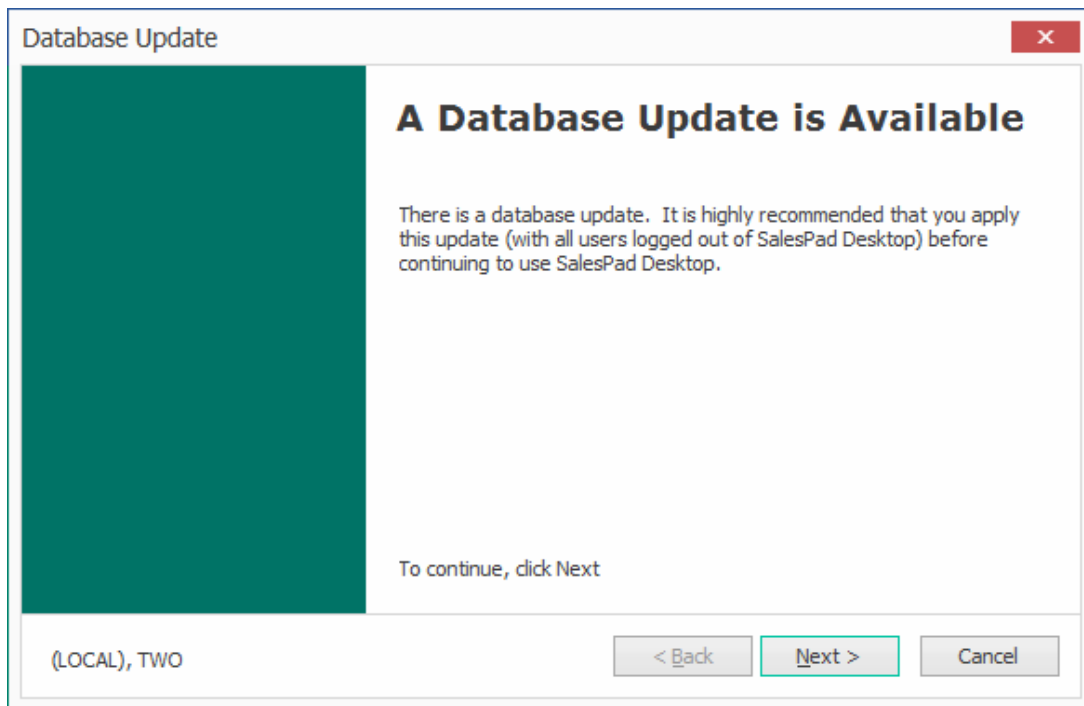 Database Update
A Database Update is Available
There is a database update.  It is highly recommended that you apply
this update (with all users logged out of SalesPad Desktop) before
continuing to use SalesPad Desktop.
To continue, click Next
(LOCAL), TWO
< Back
Next >
Cancel